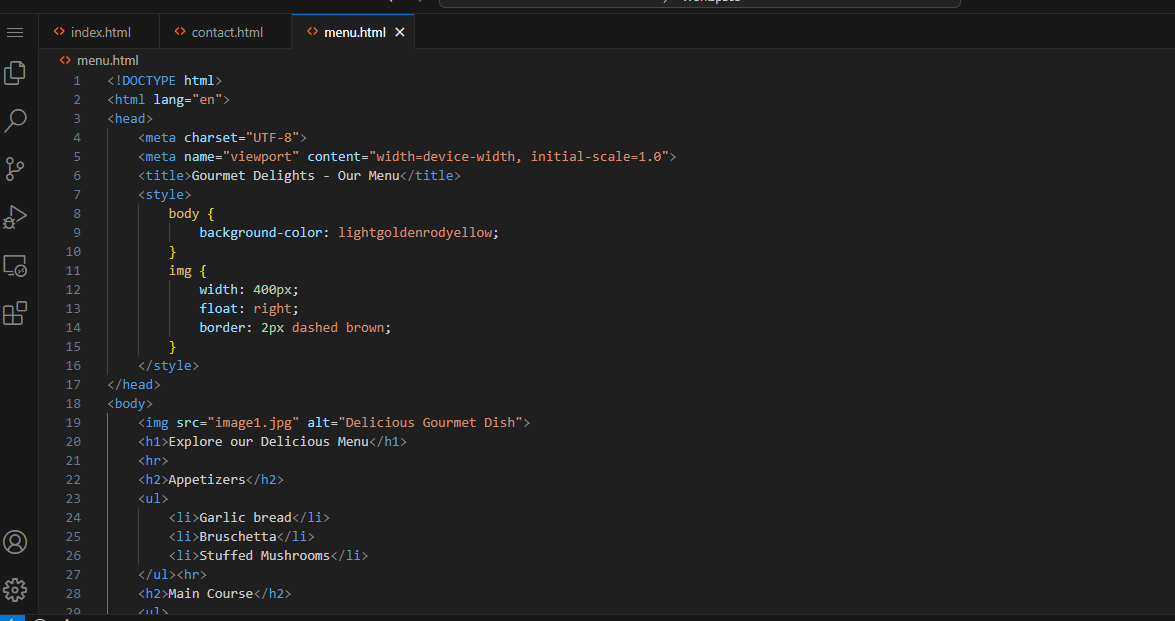 index.html
contact.html
menu.html
menu.html
1 <!DOCTYPE html>
2 <html lang="en">
3 <head>
4 <meta charset="UTF-8">
5 <meta name="viewport" content="width=device-width, initial-scale=1.0">
6 <title>Gourmet Delights - Our Menu</title>
7 <style>
8 body {
9 background-color: lightgoldenrodyellow;
10 }
11 img {
12 width: 400px;
13 float: right;
14 border: 2px dashed brown;
15 }
16 </style>
17 </head>
18 <body>
19 <img src="image1.jpg" alt="Delicious Gourmet Dish">
20 <h1>Explore our Delicious Menu</h1>
21 <hr>
22 <h2>Appetizers</h2>
23 <ul>
24 <li>Garlic bread</li>
25 <li>Bruschetta</li>
26 <li>Stuffed Mushrooms</li>
27 </ul><hr>
28 <h2>Main Course</h2>
29 <ul>